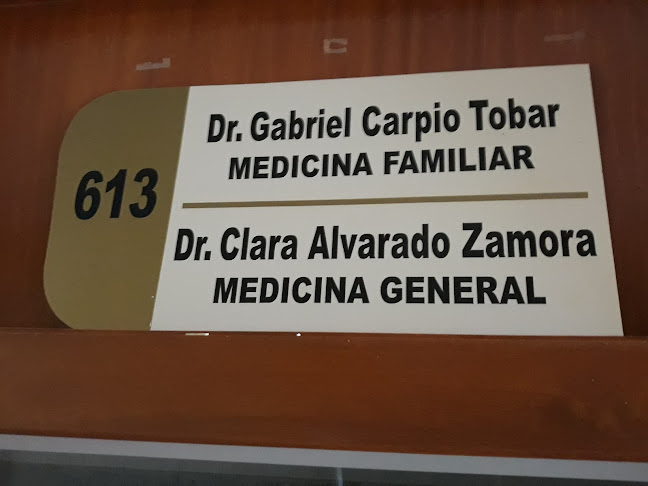 613
Dr. Gabriel Carpio Tobar
MEDICINA FAMILIAR
Dr. Clara Alvarado Zamora
MEDICINA GENERAL